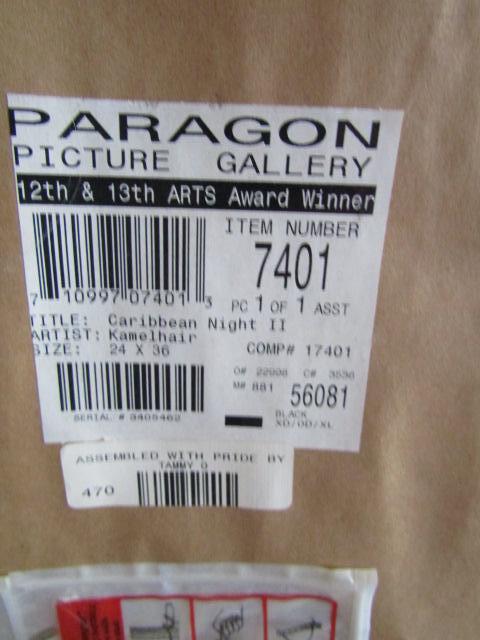 PARAGON
PICTURE GALLERY
12th & 13th ARTS Award Winner
ITEM NUMBER
7401
7 10997 07401 3
PC 1 OF 1 ASST
TITLE: Caribbean Night II
ARTIST: Kamelhair
SIZE: 24 X 36
COMP# 17401
O# 22998 C# 3536
M# 881 56081
SERIAL # 3405462
BLACK
XD/OD/XL
ASSEMBLED WITH PRIDE BY
TAMMY O
470